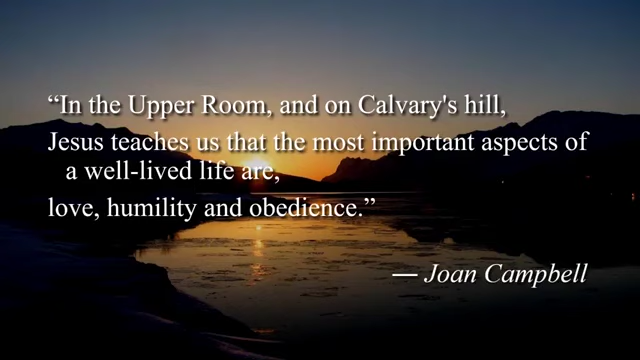 “In the Upper Room, and on Calvary's hill,
Jesus teaches us that the most important aspects of
a well-lived life are,
love, humility and obedience.”
― Joan Campbell